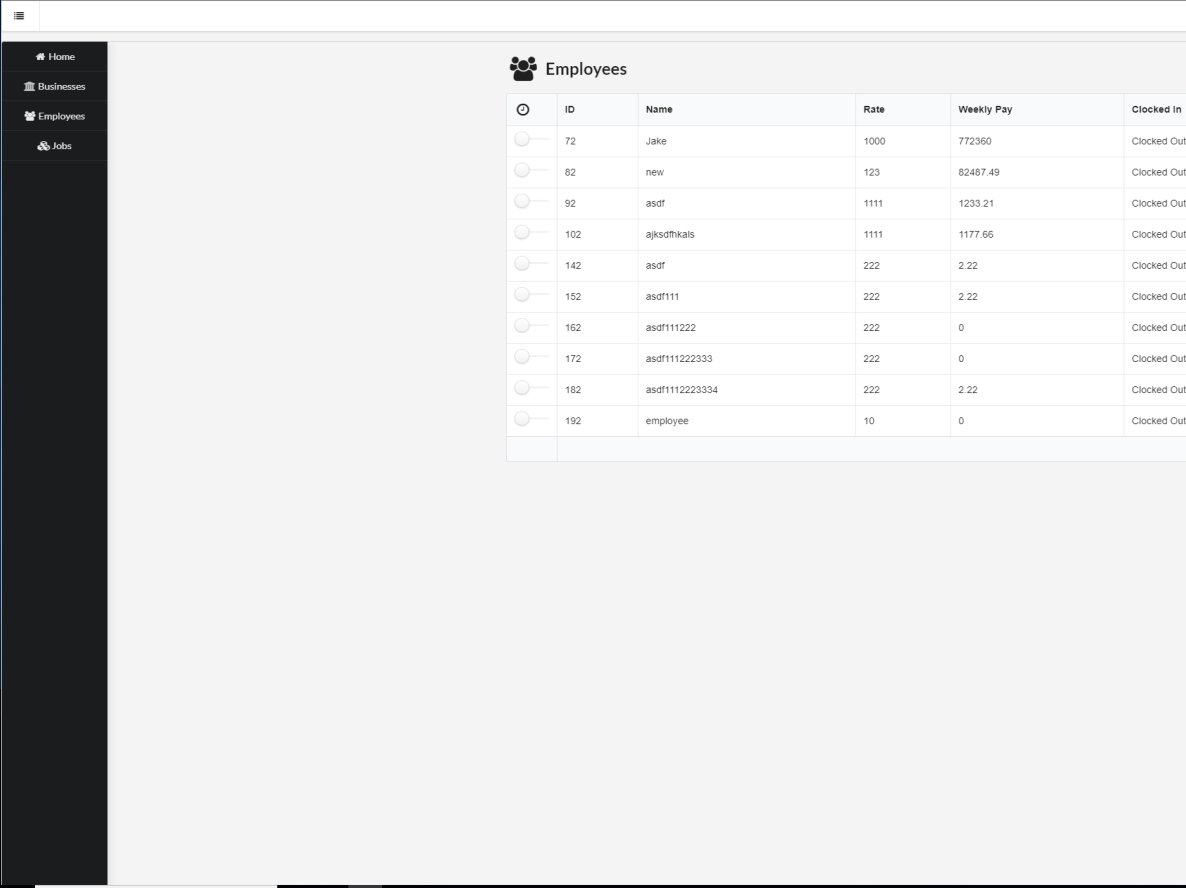 Home
Businesses
Employees
Jobs
Employees
ID Name Rate Weekly Pay Clocked In
72 Jake 1000 772360 Clocked Out
82 new 123 82487.49 Clocked Out
92 asdf 1111 1233.21 Clocked Out
102 ajksdfhkals 1111 1177.66 Clocked Out
142 asdf 222 2.22 Clocked Out
152 asdf111 222 2.22 Clocked Out
162 asdf111222 222 0 Clocked Out
172 asdf111222333 222 0 Clocked Out
182 asdf1112223334 222 2.22 Clocked Out
192 employee 10 0 Clocked Out